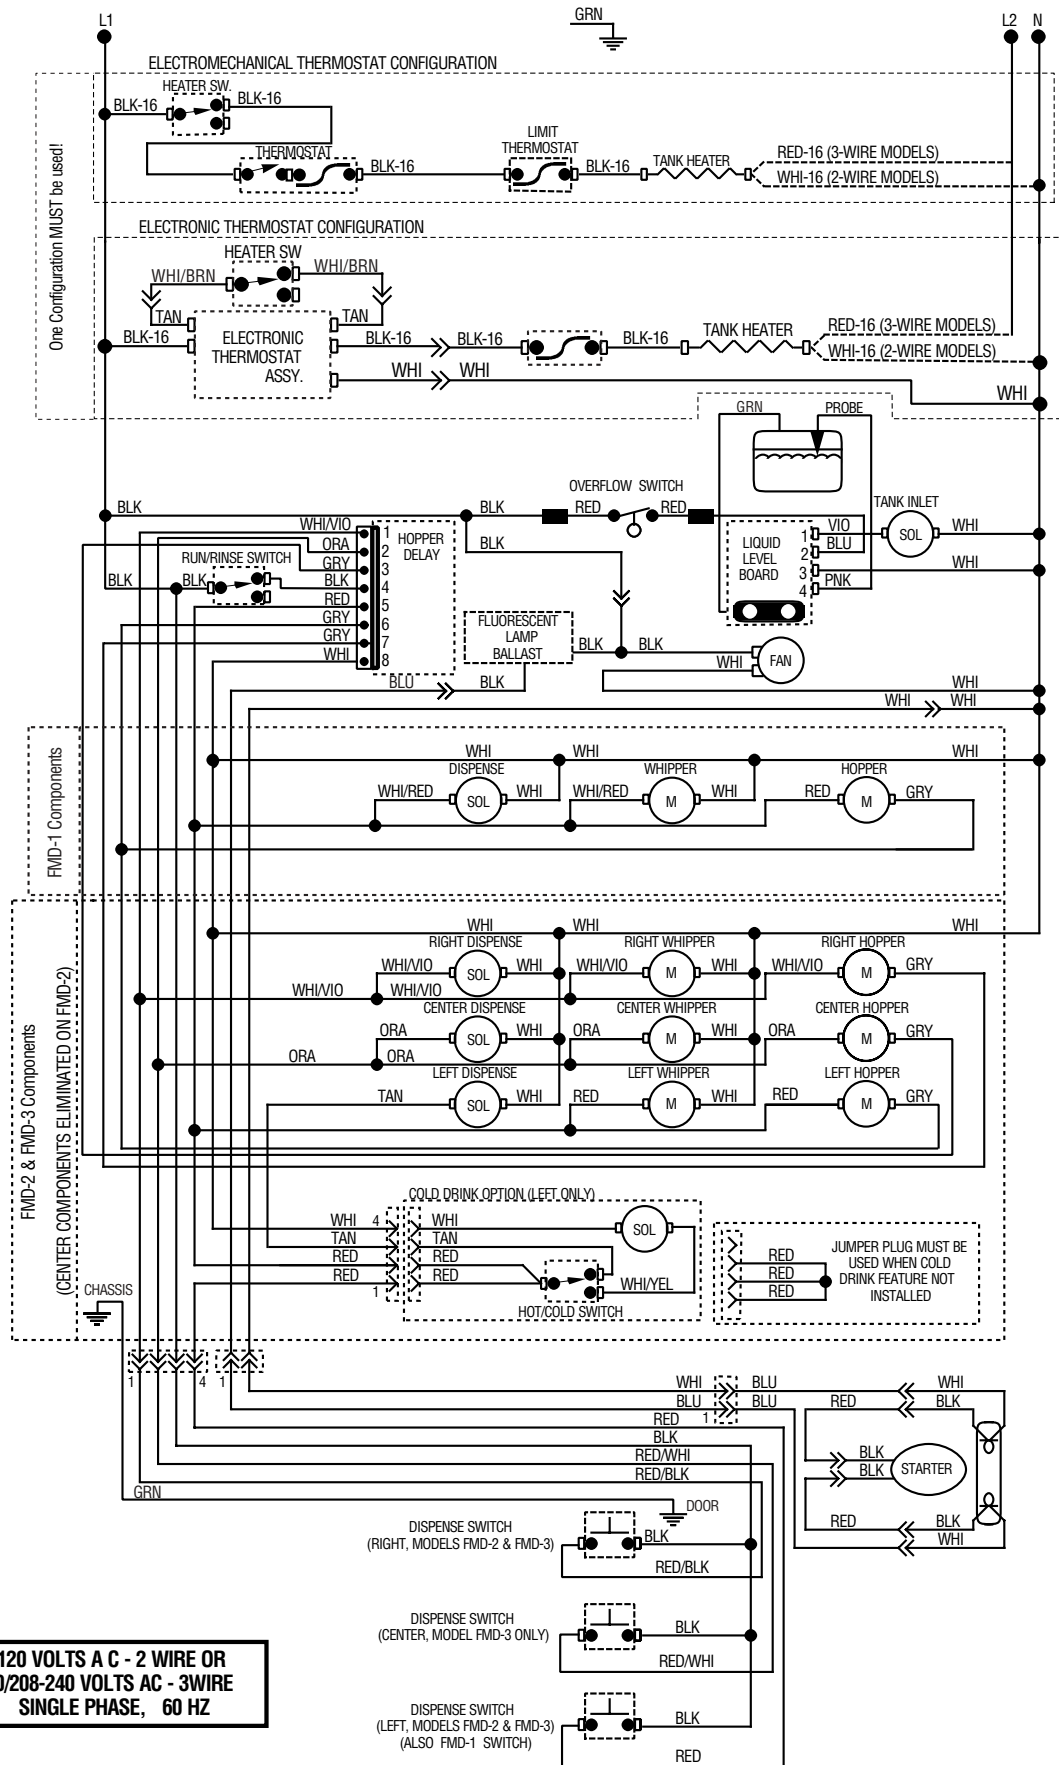 GRN
L1
L2 N
ELECTROMECHANICAL THERMOSTAT CONFIGURATION
HEATER SW.
BLK-16
BLK-16
LIMIT
THERMOSTAT
THERMOSTAT
BLK-16
BLK-16
TANK HEATER
RED-16 (3-WIRE MODELS)
WHI-16 (2-WIRE MODELS)
One Configuration MUST be used!
ELECTRONIC THERMOSTAT CONFIGURATION
HEATER SW
WHI/BRN
WHI/BRN
TAN
TAN
BLK-16
ELECTRONIC
THERMOSTAT
ASSY.
BLK-16
BLK-16
BLK-16
TANK HEATER
RED-16 (3-WIRE MODELS)
WHI-16 (2-WIRE MODELS)
WHI
WHI
WHI
GRN
PROBE
OVERFLOW SWITCH
TANK INLET
BLK
BLK
RED
RED
VIO
SOL
WHI
LIQUID
LEVEL
BOARD
1
2
3
4
BLU
WHI
PNK
WHI/VIO
ORA
GRY
BLK
RED
GRY
GRY
WHI
1
2
3
4
5
6
7
8
HOPPER
DELAY
RUN/RINSE SWITCH
BLK
BLK
BLK
FLUORESCENT
LAMP
BALLAST
BLK
BLK
WHI
FAN
BLU
BLK
WHI
WHI
WHI
FMD-1 Components
WHI
WHI
WHI
DISPENSE
WHIPPER
HOPPER
WHI/RED
SOL
WHI
WHI/RED
M
WHI
RED
M
GRY
FMD-2 & FMD-3 Components
(CENTER COMPONENTS ELIMINATED ON FMD-2)
WHI
WHI
WHI
RIGHT DISPENSE
RIGHT WHIPPER
RIGHT HOPPER
WHI/VIO
SOL
WHI
WHI/VIO
M
WHI
WHI/VIO
M
GRY
WHI/VIO
WHI/VIO
CENTER DISPENSE
CENTER WHIPPER
CENTER HOPPER
ORA
SOL
WHI
ORA
M
WHI
ORA
M
GRY
ORA
ORA
LEFT DISPENSE
LEFT WHIPPER
LEFT HOPPER
TAN
SOL
WHI
RED
M
WHI
RED
M
GRY
COLD DRINK OPTION (LEFT ONLY)
WHI 4
TAN
RED
RED 1
WHI
TAN
RED
RED
SOL
WHI/YEL
HOT/COLD SWITCH
RED
RED
RED
JUMPER PLUG MUST BE
USED WHEN COLD
DRINK FEATURE NOT
INSTALLED
CHASSIS
1
4
1
WHI
BLU
BLU
BLU
1
WHI
RED
BLK
RED
BLK
RED/WHI
RED/BLK
BLK
BLK
STARTER
GRN
DOOR
RED
BLK
WHI
DISPENSE SWITCH
(RIGHT, MODELS FMD-2 & FMD-3)
BLK
RED/BLK
DISPENSE SWITCH
(CENTER, MODEL FMD-3 ONLY)
BLK
RED/WHI
DISPENSE SWITCH
(LEFT, MODELS FMD-2 & FMD-3)
(ALSO FMD-1 SWITCH)
BLK
RED
120 VOLTS A C - 2 WIRE OR
0/208-240 VOLTS AC - 3WIRE
SINGLE PHASE, 60 HZ